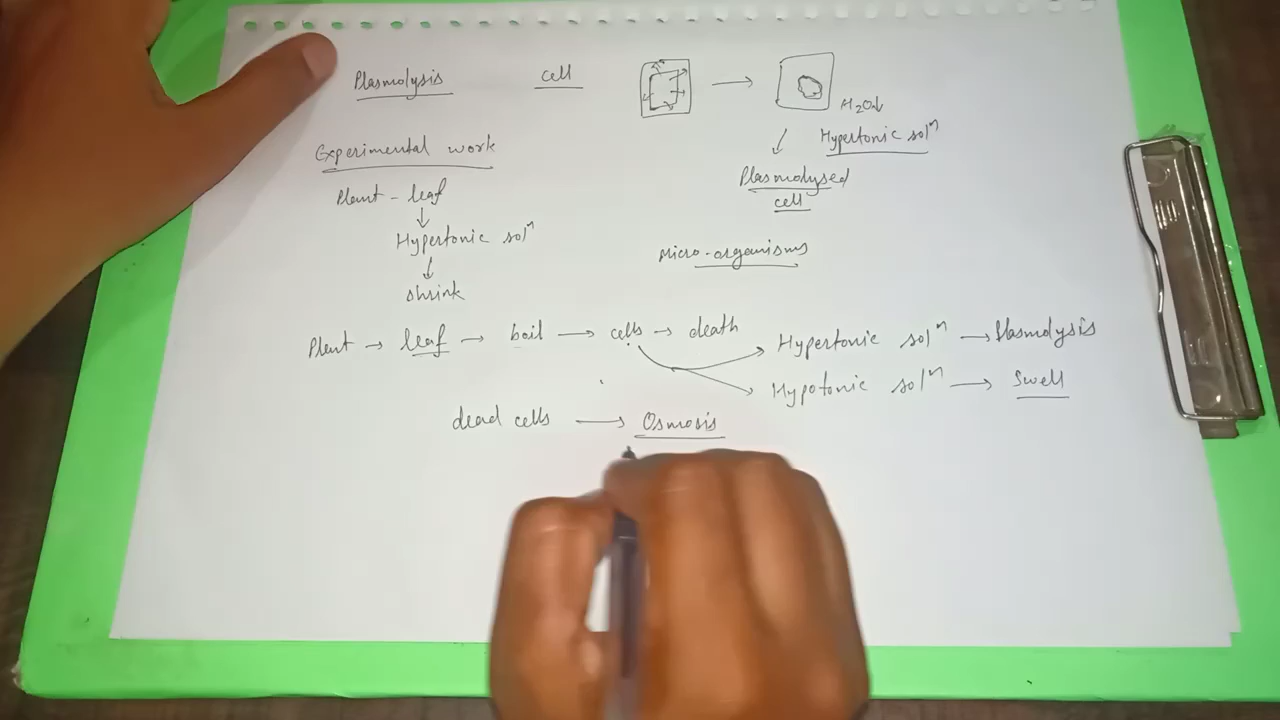 Plasmolysis cell
H2O↓
Hypertonic solⁿ
Experimental work
Plant - leaf
↓
Hypertonic solⁿ
↓
shrink
Plasmolysed
cell
Micro-organisms
Plant → leaf → boil → cells → death
Hypertonic solⁿ → Plasmolysis
Hypotonic solⁿ → Swell
dead cells → Osmosis